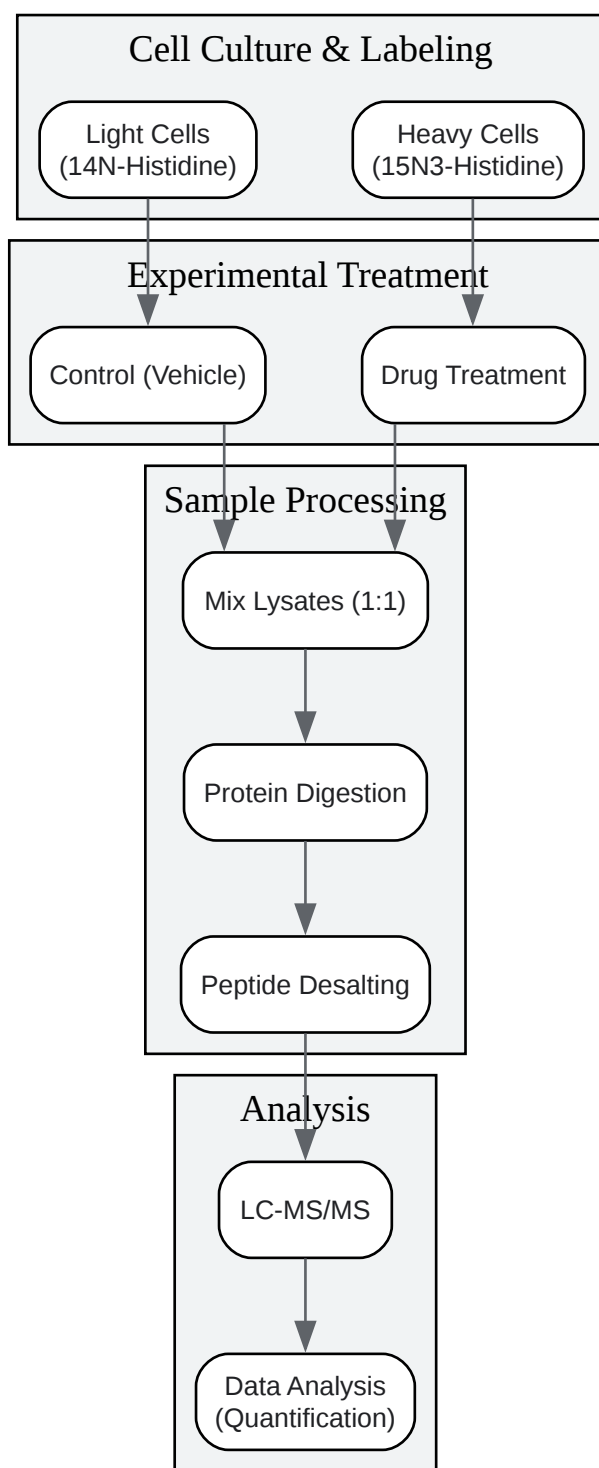 Cell Culture & Labeling
Light Cells
(14N-Histidine)
Heavy Cells
(15N3-Histidine)
Experimental Treatment
Control (Vehicle)
Drug Treatment
Sample Processing
Mix Lysates (1:1)
Protein Digestion
Peptide Desalting
Analysis
LC-MS/MS
Data Analysis
(Quantification)